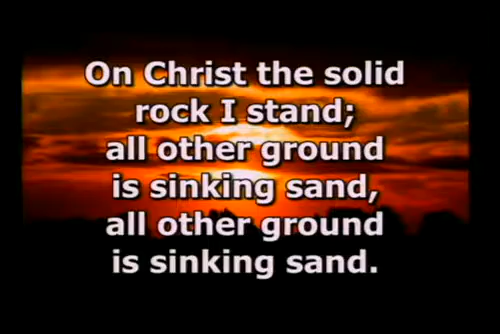 On Christ the solid
rock I stand;
all other ground
is sinking sand,
all other ground
is sinking sand.